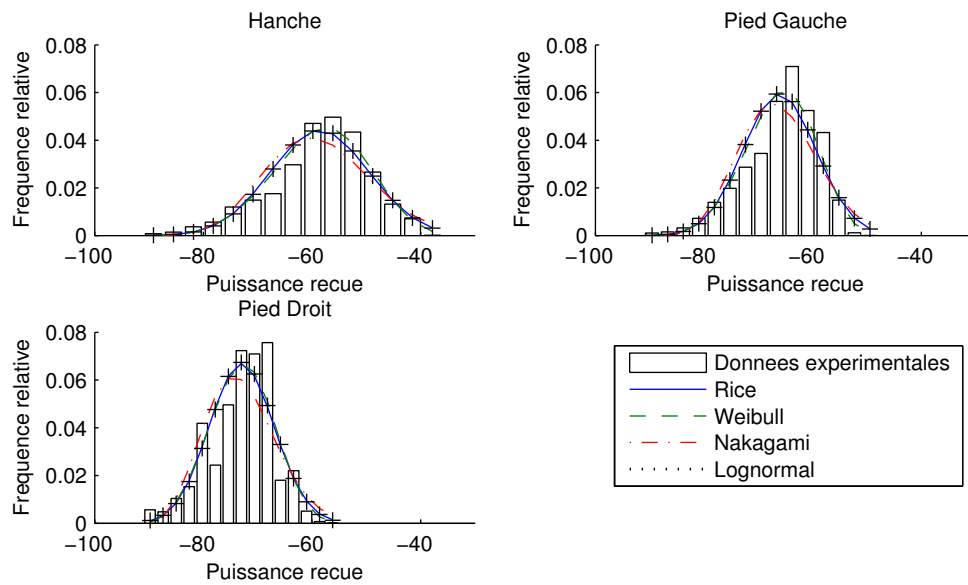 Hanche
0.08
0.06
0.04
0.02
0
Frequence relative
−100
−80
−60
−40
Puissance recue
Pied Gauche
0.08
0.06
0.04
0.02
0
Frequence relative
−100
−80
−60
−40
Puissance recue
Pied Droit
0.08
0.06
0.04
0.02
0
Frequence relative
−100
−80
−60
−40
Puissance recue
Donnees experimentales
Rice
Weibull
Nakagami
Lognormal